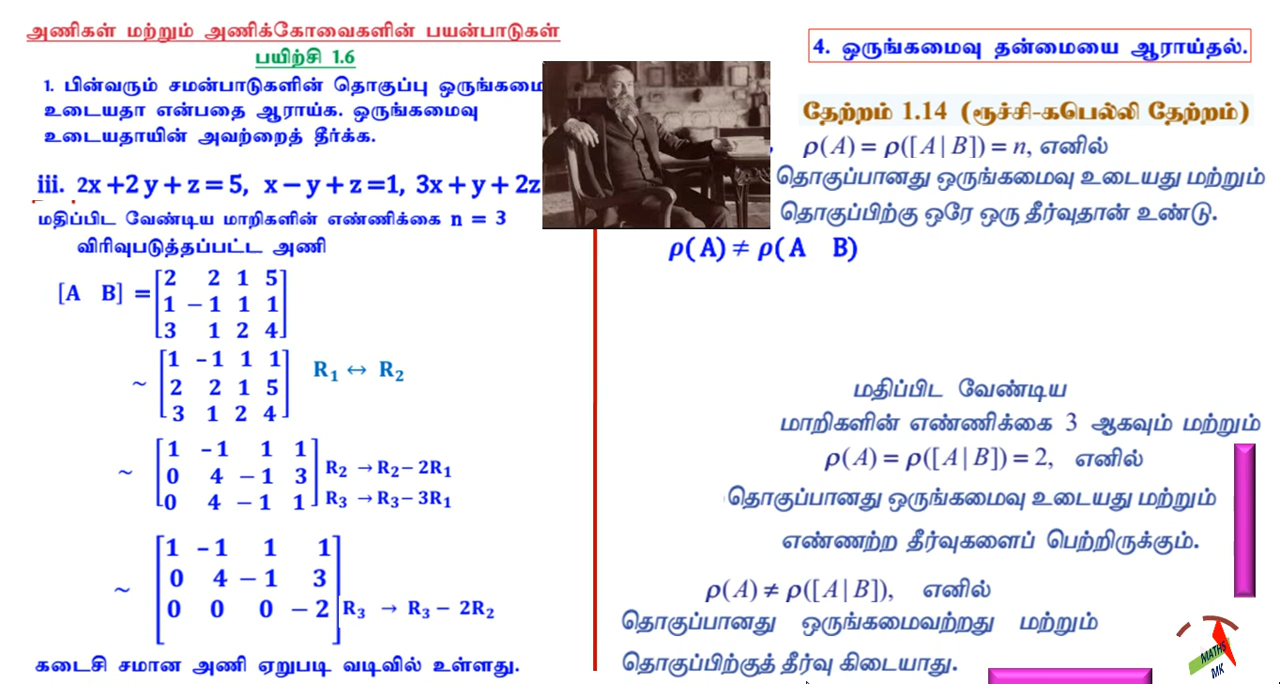 அணிகள் மற்றும் அணிக்கோவைகளின் பயன்பாடுகள்
பயிற்சி 1.6
1. பின்வரும் சமன்பாடுகளின் தொகுப்பு ஒருங்கமை
உடையதா என்பதை ஆராய்க. ஒருங்கமைவு
உடையதாயின் அவற்றைத் தீர்க்க.
iii. 2x + 2y + z = 5, x − y + z = 1, 3x + y + 2z
மதிப்பிட வேண்டிய மாறிகளின் எண்ணிக்கை n = 3
விரிவுபடுத்தப்பட்ட அணி
[A B] = [2 2 1 5
1 −1 1 1
3 1 2 4]
~ [1 −1 1 1
2 2 1 5
3 1 2 4] R₁ ↔ R₂
~ [1 −1 1 1
0 4 −1 3
0 4 −1 1] R₂ → R₂ − 2R₁
R₃ → R₃ − 3R₁
~ [1 −1 1 1
0 4 −1 3
0 0 0 −2] R₃ → R₃ − 2R₂
கடைசி சமான அணி ஏறுபடி வடிவில் உள்ளது.
4. ஒருங்கமைவு தன்மையை ஆராய்தல்.
தேற்றம் 1.14 (ரூச்சி-கபெல்லி தேற்றம்)
ρ(A) = ρ([A | B]) = n, எனில்
தொகுப்பானது ஒருங்கமைவு உடையது மற்றும்
தொகுப்பிற்கு ஒரே ஒரு தீர்வுதான் உண்டு.
ρ(A) ≠ ρ(A B)
மதிப்பிட வேண்டிய
மாறிகளின் எண்ணிக்கை 3 ஆகவும் மற்றும்
ρ(A) = ρ([A | B]) = 2, எனில்
தொகுப்பானது ஒருங்கமைவு உடையது மற்றும்
எண்ணற்ற தீர்வுகளைப் பெற்றிருக்கும்.
ρ(A) ≠ ρ([A | B]), எனில்
தொகுப்பானது ஒருங்கமைவற்றது மற்றும்
தொகுப்பிற்குத் தீர்வு கிடையாது.
MATHS
MK